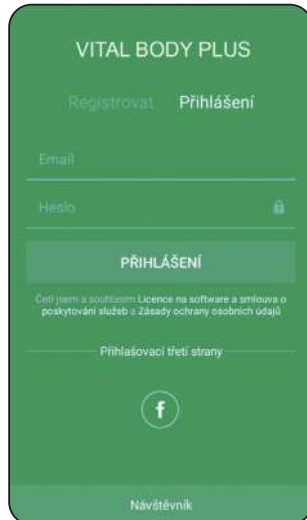 VITAL BODY PLUS
Registrovat Přihlášení
Email
Heslo
PŘIHLÁŠENÍ
Četl jsem a souhlasím Licence na software a smlouva o
poskytování služeb a Zásady ochrany osobních údajů
Přihlašovací třetí strany
f
Návštěvník